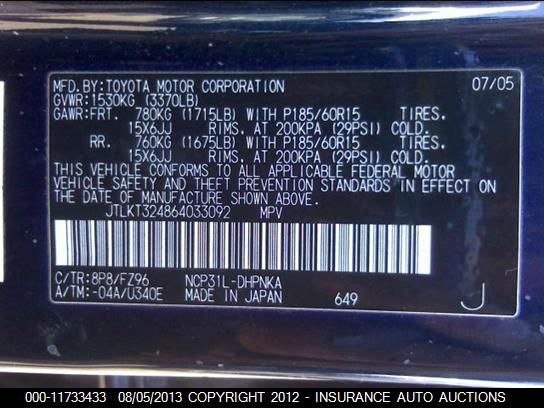 MFD.BY:TOYOTA MOTOR CORPORATION 07/05
GVWR:1530KG (3370LB)
GAWR:FRT. 780KG (1715LB) WITH P185/60R15 TIRES.
15X6JJ RIMS. AT 200KPA (29PSI) COLD.
RR. 760KG (1675LB) WITH P185/60R15 TIRES.
15X6JJ RIMS. AT 200KPA (29PSI) COLD.
THIS VEHICLE CONFORMS TO ALL APPLICABLE FEDERAL MOTOR
VEHICLE SAFETY AND THEFT PREVENTION STANDARDS IN EFFECT ON
THE DATE OF MANUFACTURE SHOWN ABOVE.
JTLKT324864033092 MPV
C/TR:8P8/FZ96 NCP31L-DHPNKA
A/TM:-04A/U340E MADE IN JAPAN 649 J
000-11733433 08/05/2013 COPYRIGHT 2012 - INSURANCE AUTO AUCTIONS